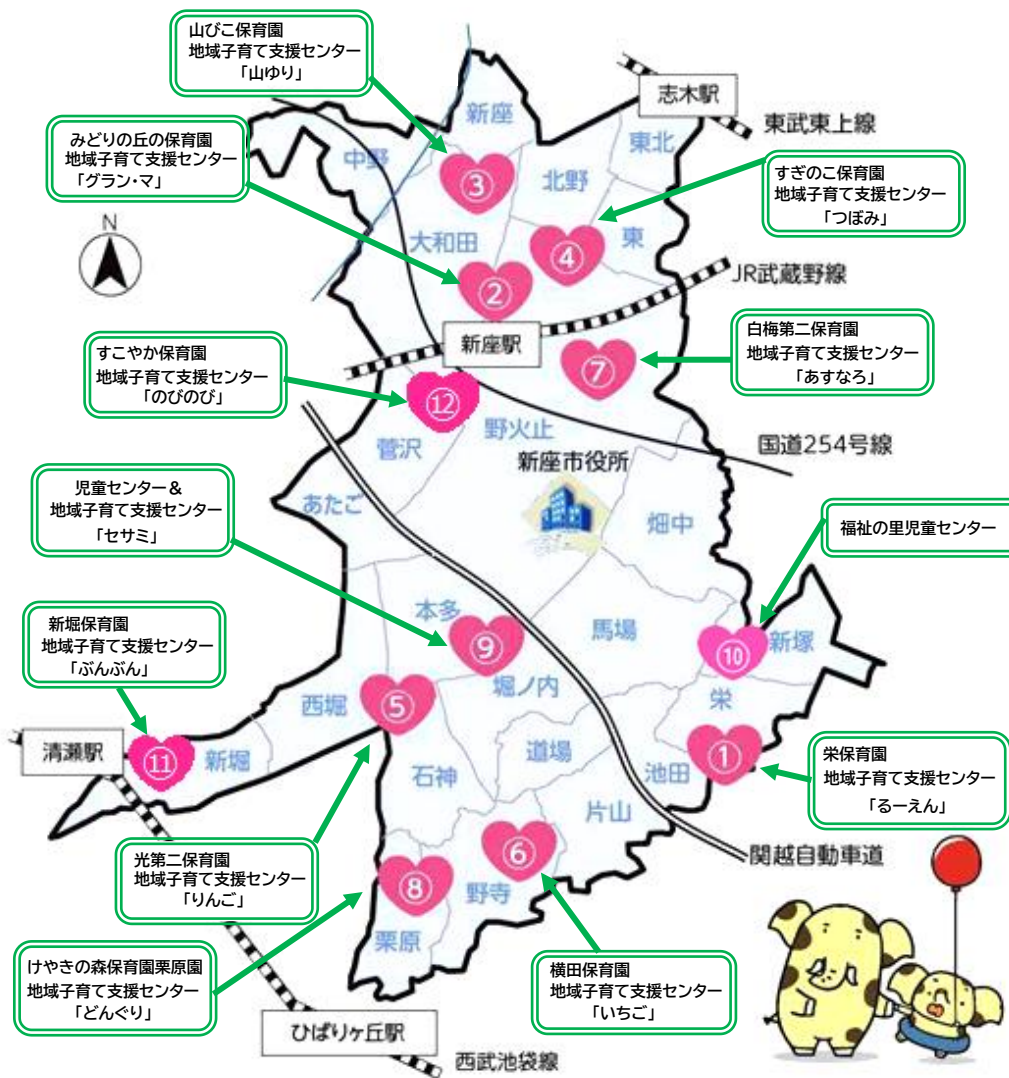 山びこ保育園
地域子育て支援センター
「山ゆり」
志木駅
東武東上線
新座
東北
中野
③
北野
みどりの丘の保育園
地域子育て支援センター
「グラン・マ」
すぎのこ保育園
地域子育て支援センター
「つぼみ」
N
大和田
④
東
②
JR武蔵野線
新座駅
白梅第二保育園
地域子育て支援センター
「あすなろ」
⑦
すこやか保育園
地域子育て支援センター
「のびのび」
⑫
菅沢
野火止
国道254号線
新座市役所
児童センター&
地域子育て支援センター
「セサミ」
あたご
畑中
福祉の里児童センター
本多
馬場
⑨
⑩
新塚
新堀保育園
地域子育て支援センター
「ぶんぶん」
西堀
⑤
堀ノ内
栄
清瀬駅
⑪
新堀
石神
道場
池田
①
栄保育園
地域子育て支援センター
「るーえん」
片山
光第二保育園
地域子育て支援センター
「りんご」
⑥
関越自動車道
⑧
野寺
栗原
けやきの森保育園栗原園
地域子育て支援センター
「どんぐり」
横田保育園
地域子育て支援センター
「いちご」
ひばりヶ丘駅
西武池袋線